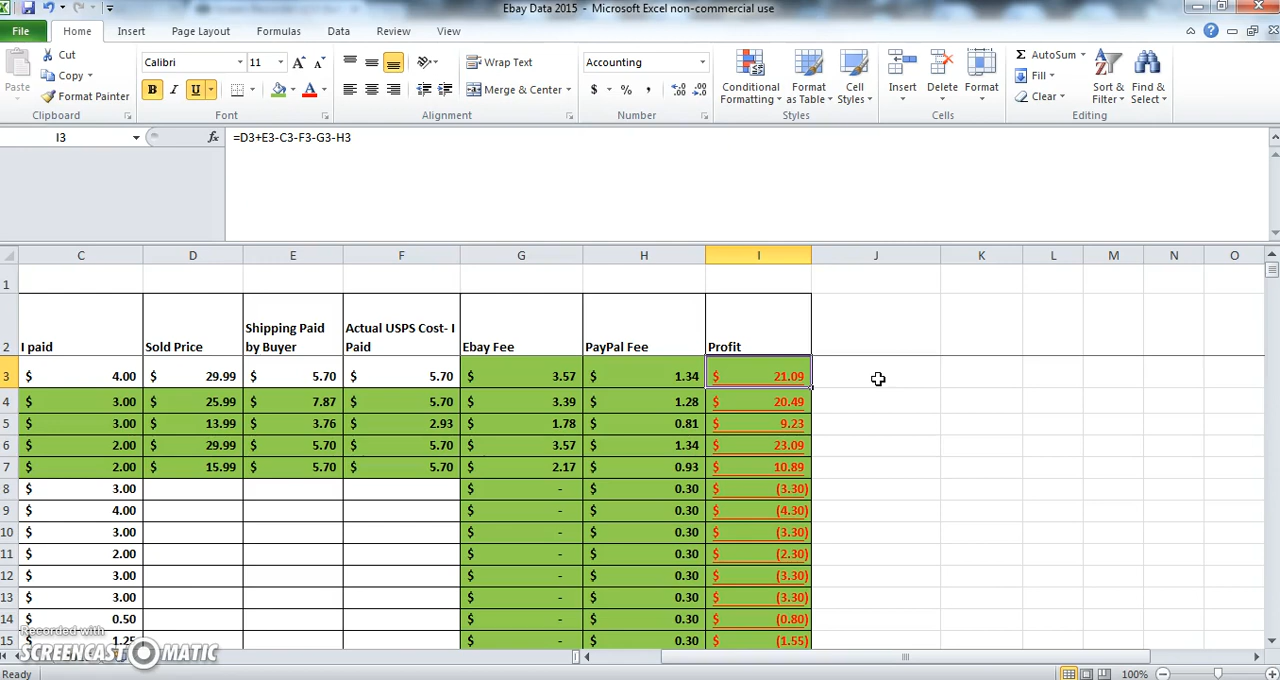 Ebay Data 2015 - Microsoft Excel non-commercial use
File Home Insert Page Layout Formulas Data Review View
Paste
Cut
Copy
Format Painter
Clipboard
Calibri 11
B I U A
Font
Wrap Text
Merge & Center
Alignment
Accounting
$ % ,
Number
Conditional Formatting
Format as Table
Cell Styles
Styles
Insert
Delete
Format
Cells
Σ AutoSum
Fill
Clear
Sort & Filter
Find & Select
Editing
I3 fx =D3+E3-C3-F3-G3-H3
C D E F G H I J K L M N O
1
2 I paid Sold Price Shipping Paid by Buyer Actual USPS Cost- I Paid Ebay Fee PayPal Fee Profit
3 $ 4.00 $ 29.99 $ 5.70 $ 5.70 $ 3.57 $ 1.34 $ 21.09
4 $ 3.00 $ 25.99 $ 7.87 $ 5.70 $ 3.39 $ 1.28 $ 20.49
5 $ 3.00 $ 13.99 $ 3.76 $ 2.93 $ 1.78 $ 0.81 $ 9.23
6 $ 2.00 $ 29.99 $ 5.70 $ 5.70 $ 3.57 $ 1.34 $ 23.09
7 $ 2.00 $ 15.99 $ 5.70 $ 5.70 $ 2.17 $ 0.93 $ 10.89
8 $ 3.00 $ - $ 0.30 $ (3.30)
9 $ 4.00 $ - $ 0.30 $ (4.30)
10 $ 3.00 $ - $ 0.30 $ (3.30)
11 $ 2.00 $ - $ 0.30 $ (2.30)
12 $ 3.00 $ - $ 0.30 $ (3.30)
13 $ 3.00 $ - $ 0.30 $ (3.30)
14 $ 0.50 $ - $ 0.30 $ (0.80)
15 1.25 $ - $ 0.30 $ (1.55)
Recorded with
SCREENCAST MATIC
Ready 100%